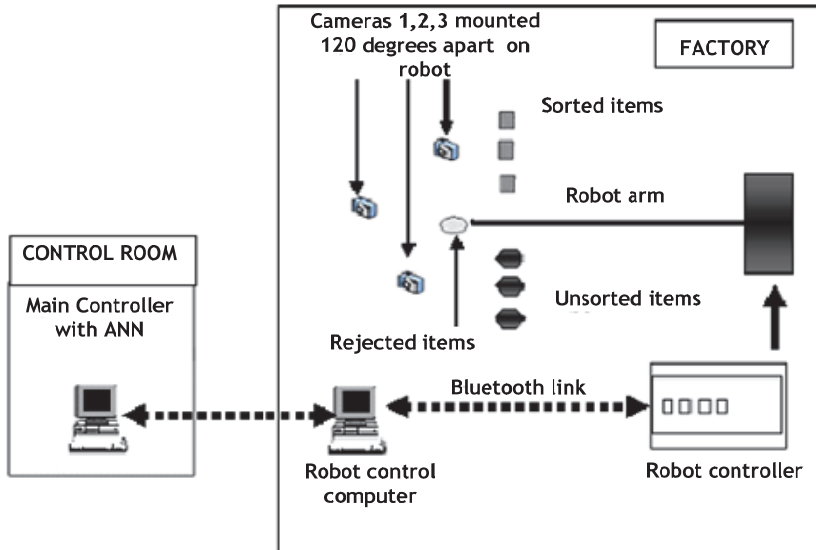 Cameras 1,2,3 mounted
120 degrees apart on
robot
FACTORY
Sorted items
Robot arm
CONTROL ROOM
Main Controller
with ANN
Unsorted items
Rejected items
Bluetooth link
Robot control
computer
Robot controller